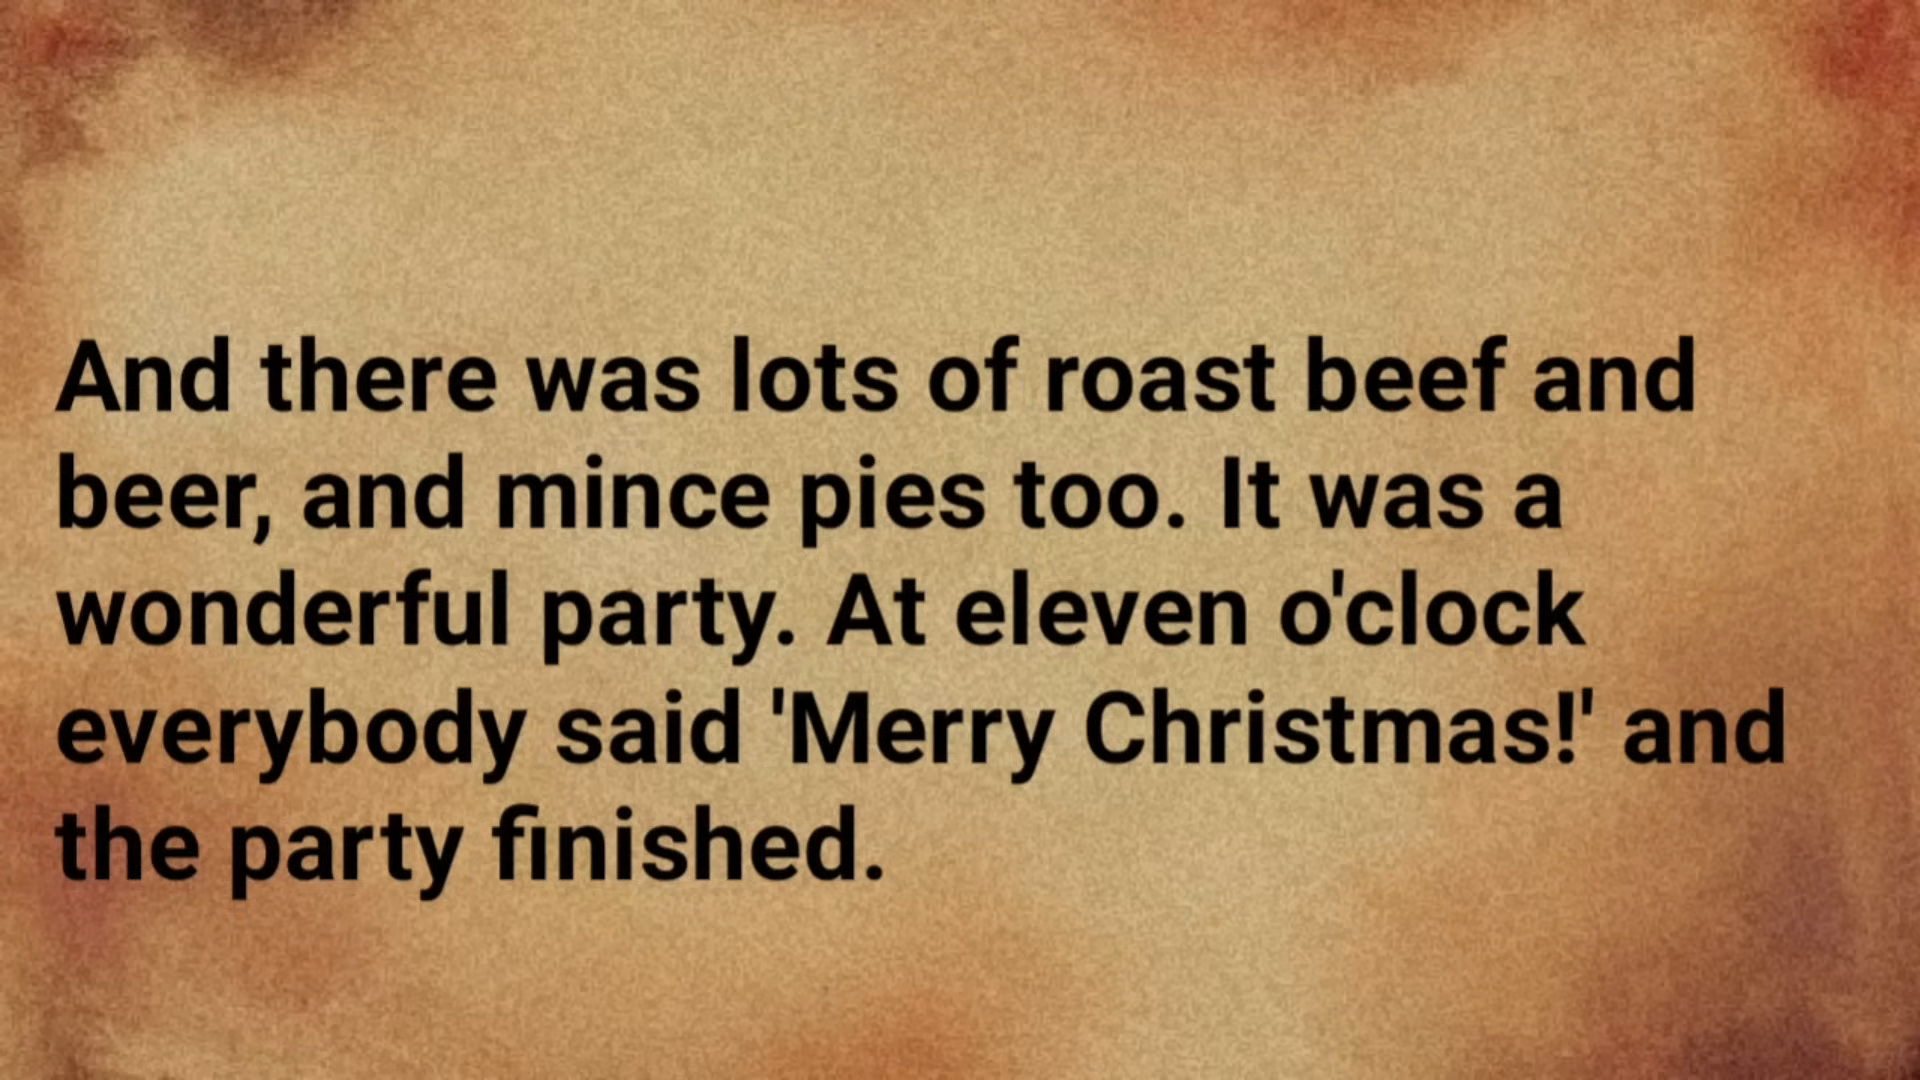 And there was lots of roast beef and
beer, and mince pies too. It was a
wonderful party. At eleven o'clock
everybody said 'Merry Christmas!' and
the party finished.